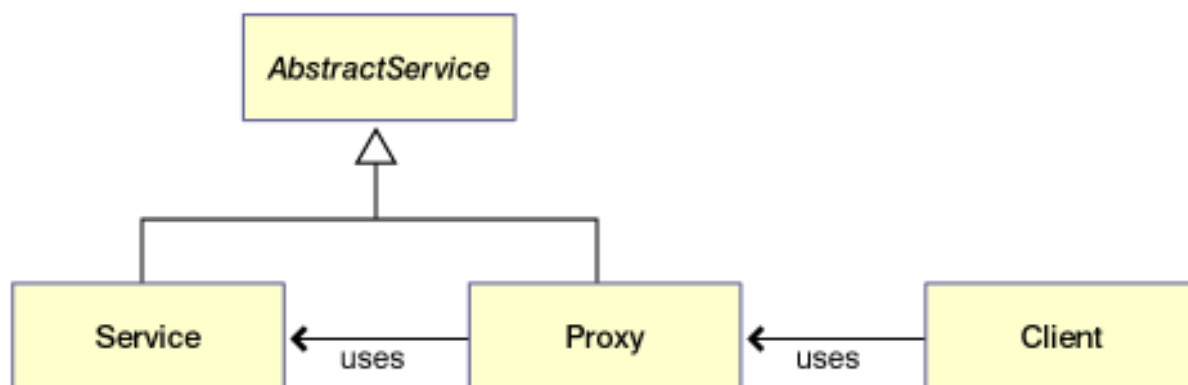 AbstractService
Service
uses
Proxy
uses
Client